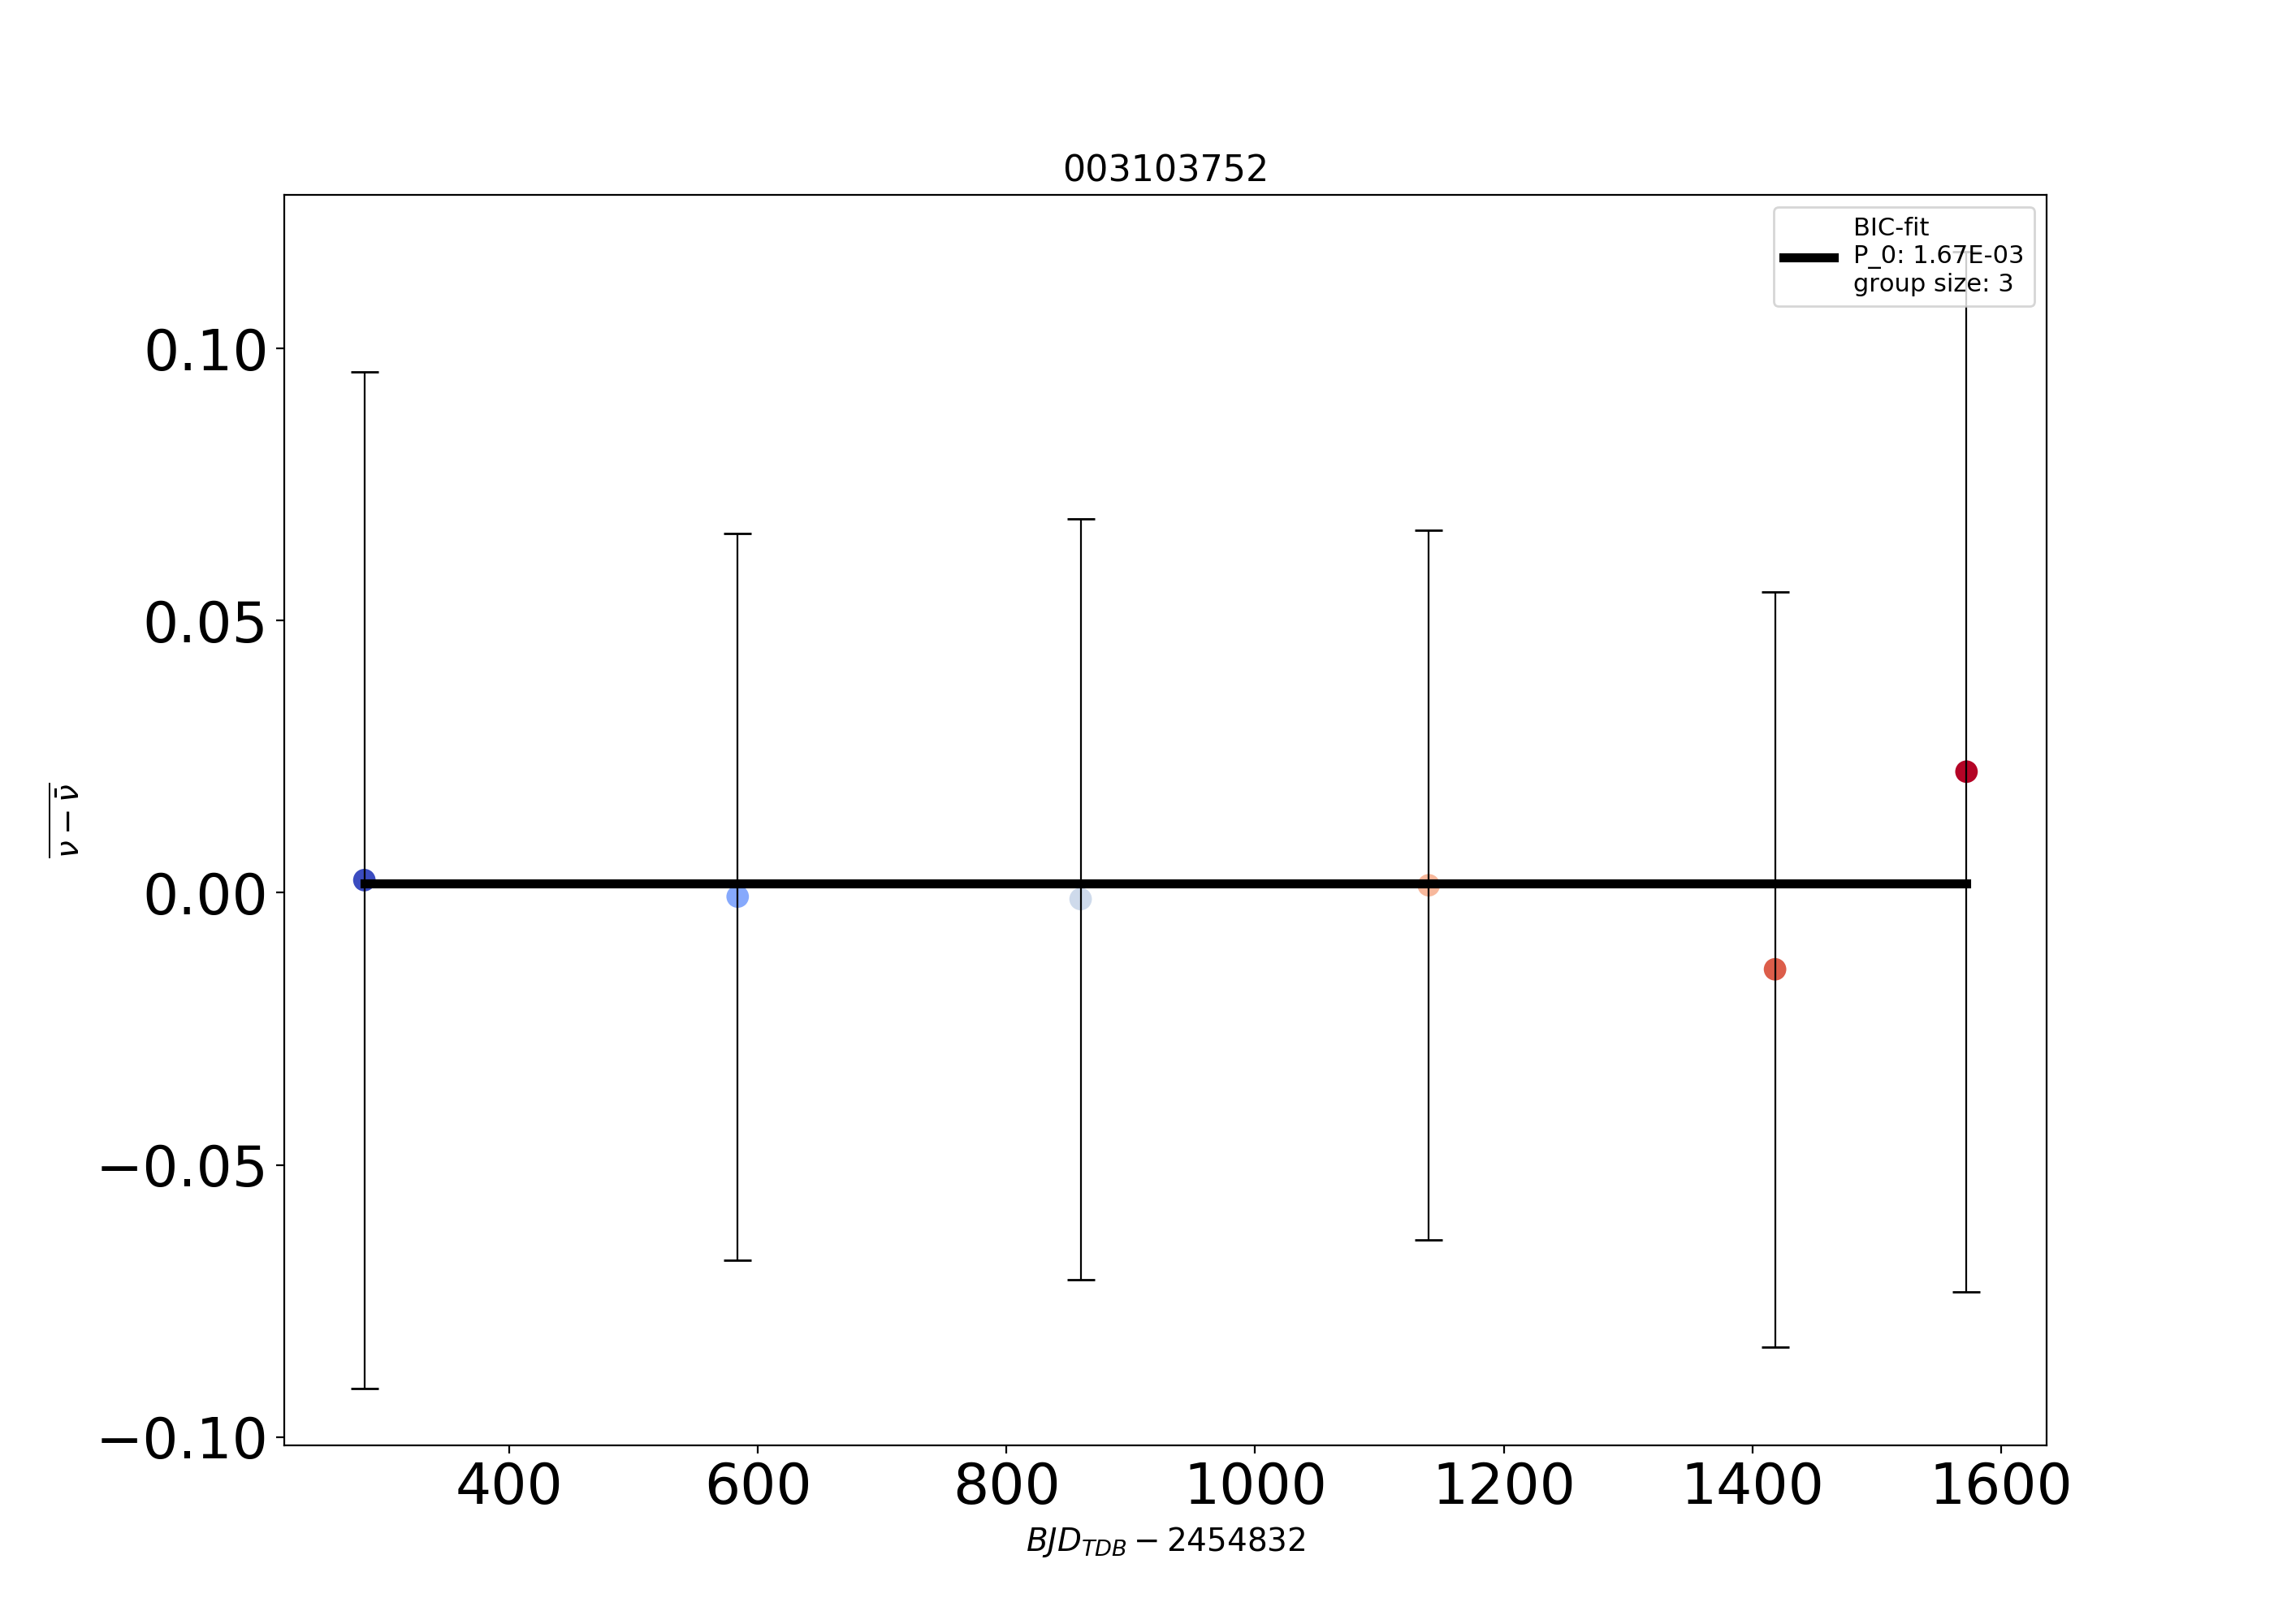 003103752
BIC-fit
P_0: 1.67E-03
group size: 3
0.10
0.05
0.00
−0.05
−0.10
ν − ν̄
400 600 800 1000 1200 1400 1600
BJD_TDB − 2454832